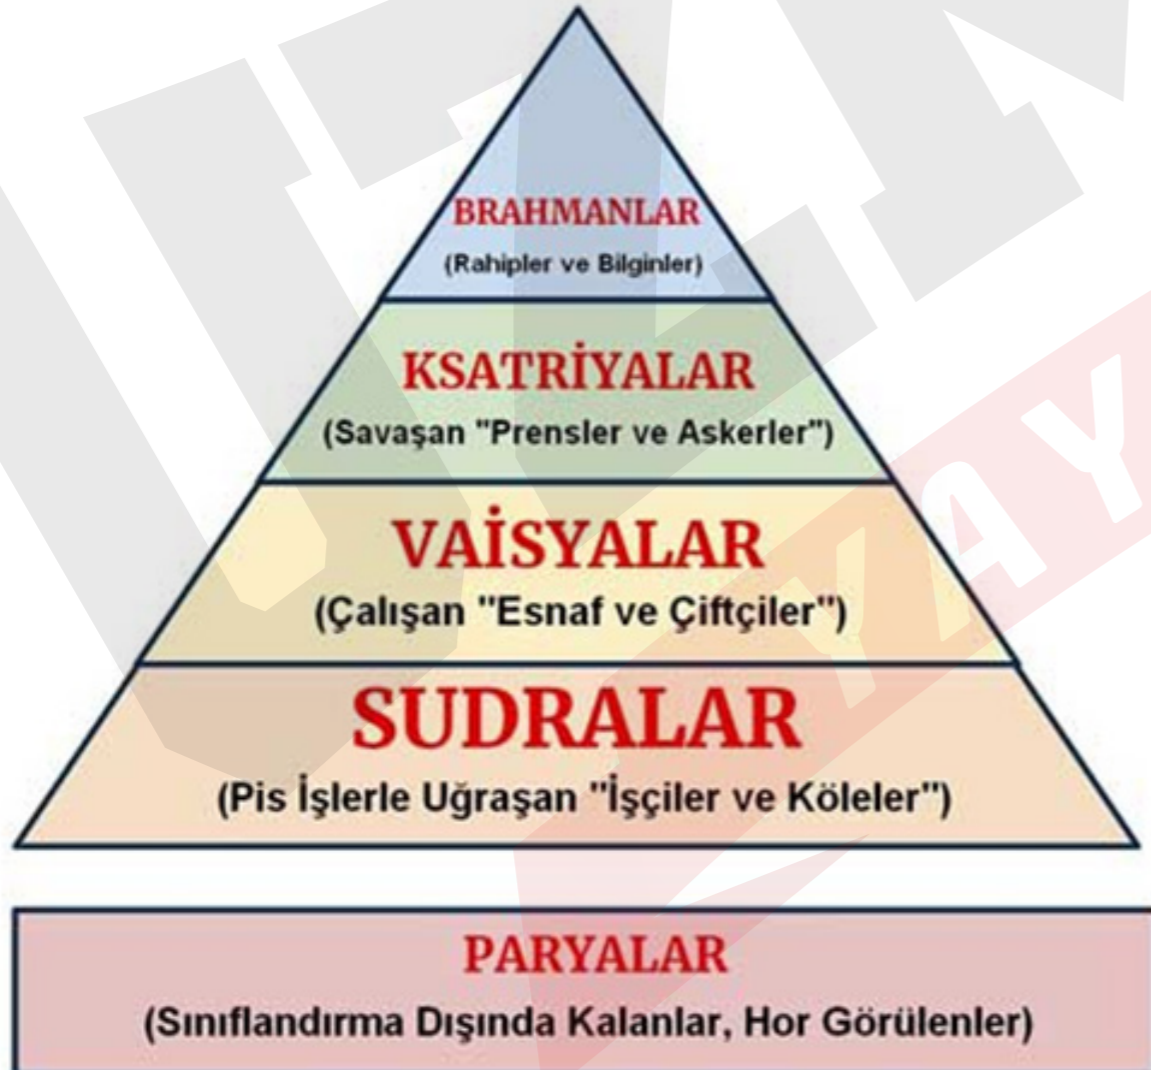 BRAHMANLAR
(Rahipler ve Bilginler)
KSATRİYALAR
(Savaşan "Prensler ve Askerler")
VAİSYALAR
(Çalışan "Esnaf ve Çiftçiler")
SUDRALAR
(Pis İşlerle Uğraşan "İşçiler ve Köleler")
PARYALAR
(Sınıflandırma Dışında Kalanlar, Hor Görülenler)